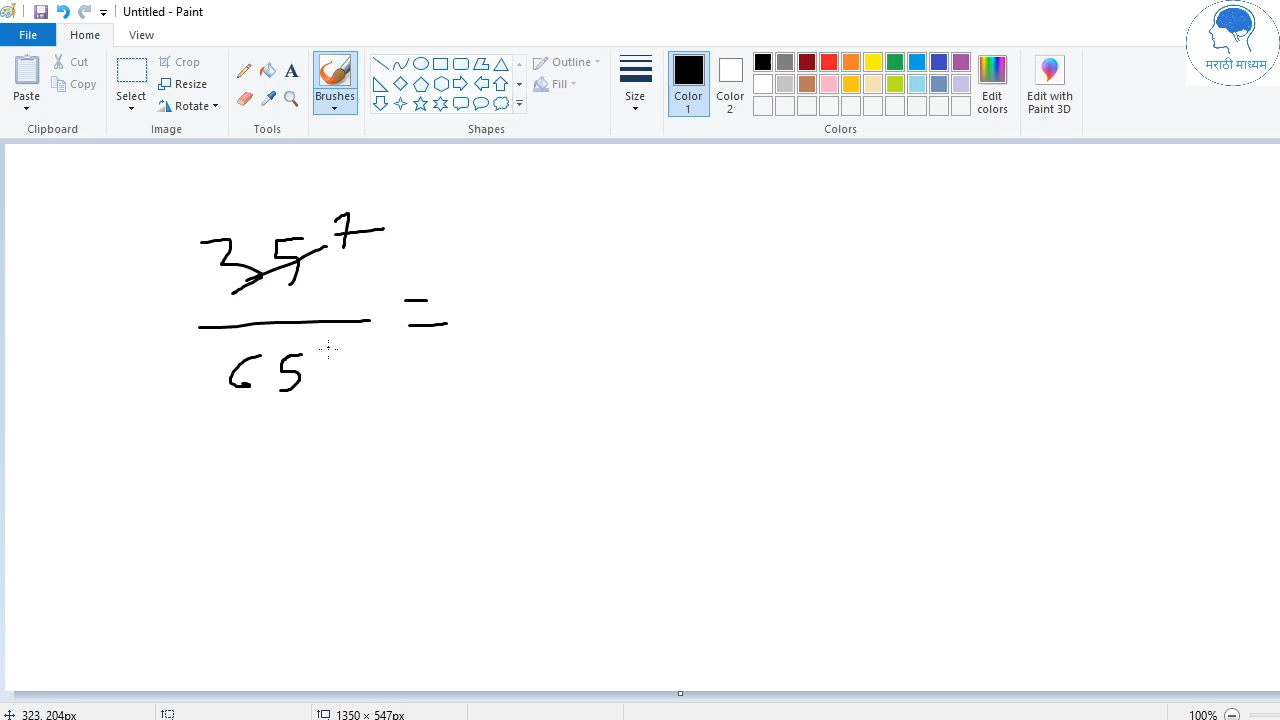 Untitled - Paint
File Home View
Paste Cut Copy
Select Crop Resize Rotate
Brushes
Outline Fill
Size
Color 1 Color 2
Edit colors
Edit with Paint 3D
Clipboard Image Tools Shapes Colors
मराठी माध्यम
7
35
=
65
323, 204px 1350 × 547px 100%